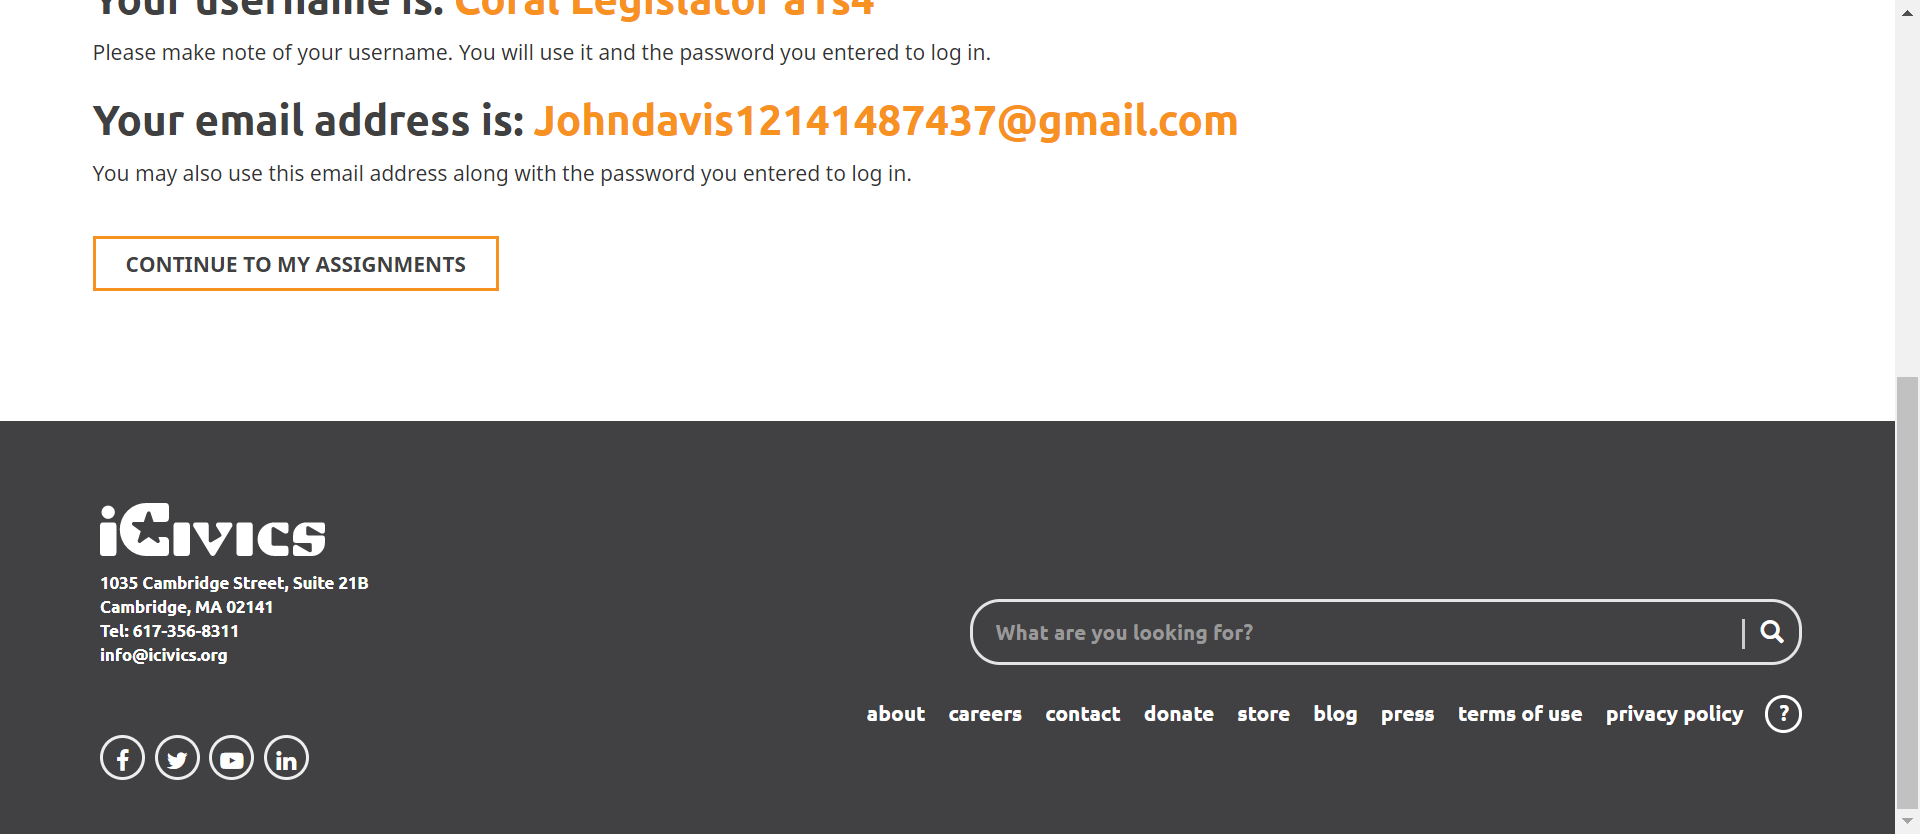 Your username is: Coral Legislator a1s4
Please make note of your username. You will use it and the password you entered to log in.
Your email address is: Johndavis12141487437@gmail.com
You may also use this email address along with the password you entered to log in.
CONTINUE TO MY ASSIGNMENTS
iCivics
1035 Cambridge Street, Suite 21B
Cambridge, MA 02141
Tel: 617-356-8311
info@icivics.org
What are you looking for?
about careers contact donate store blog press terms of use privacy policy ?